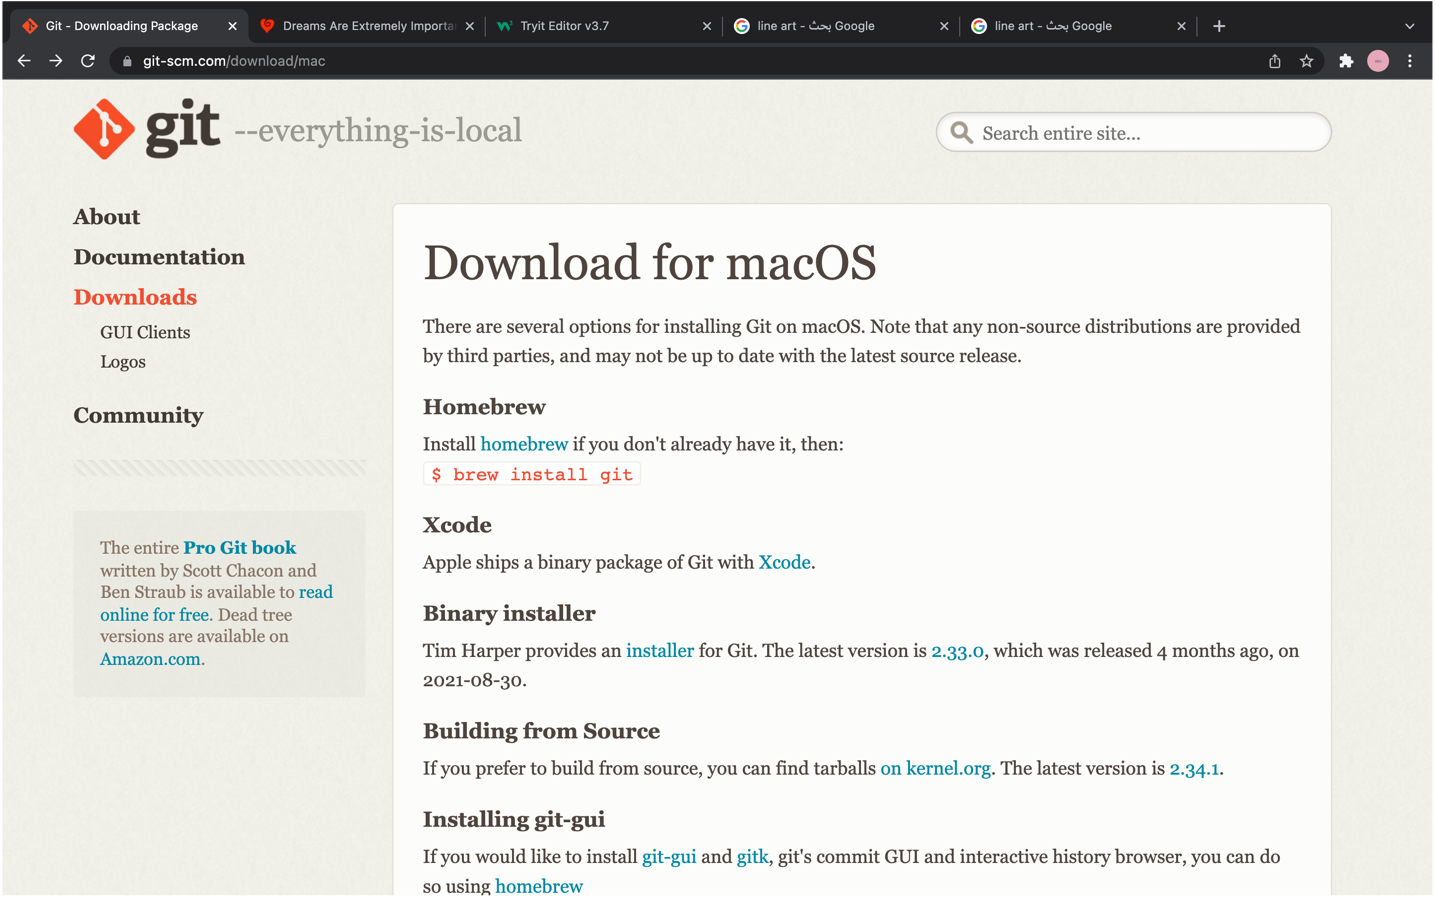 Git - Downloading Package
Dreams Are Extremely Importa
Tryit Editor v3.7
line art - بحث Google
line art - بحث Google
git-scm.com/download/mac
git --everything-is-local
Search entire site...
About
Documentation
Downloads
GUI Clients
Logos
Community
The entire Pro Git book
written by Scott Chacon and
Ben Straub is available to read
online for free. Dead tree
versions are available on
Amazon.com.
Download for macOS
There are several options for installing Git on macOS. Note that any non-source distributions are provided
by third parties, and may not be up to date with the latest source release.
Homebrew
Install homebrew if you don't already have it, then:
$ brew install git
Xcode
Apple ships a binary package of Git with Xcode.
Binary installer
Tim Harper provides an installer for Git. The latest version is 2.33.0, which was released 4 months ago, on
2021-08-30.
Building from Source
If you prefer to build from source, you can find tarballs on kernel.org. The latest version is 2.34.1.
Installing git-gui
If you would like to install git-gui and gitk, git's commit GUI and interactive history browser, you can do
so using homebrew